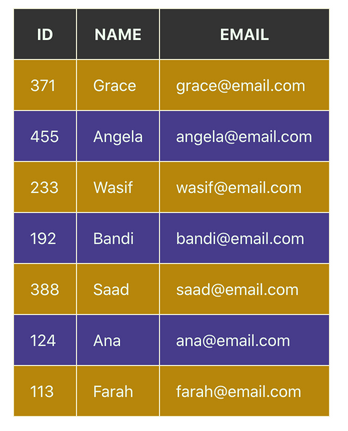 ID NAME EMAIL
371 Grace grace@email.com
455 Angela angela@email.com
233 Wasif wasif@email.com
192 Bandi bandi@email.com
388 Saad saad@email.com
124 Ana ana@email.com
113 Farah farah@email.com